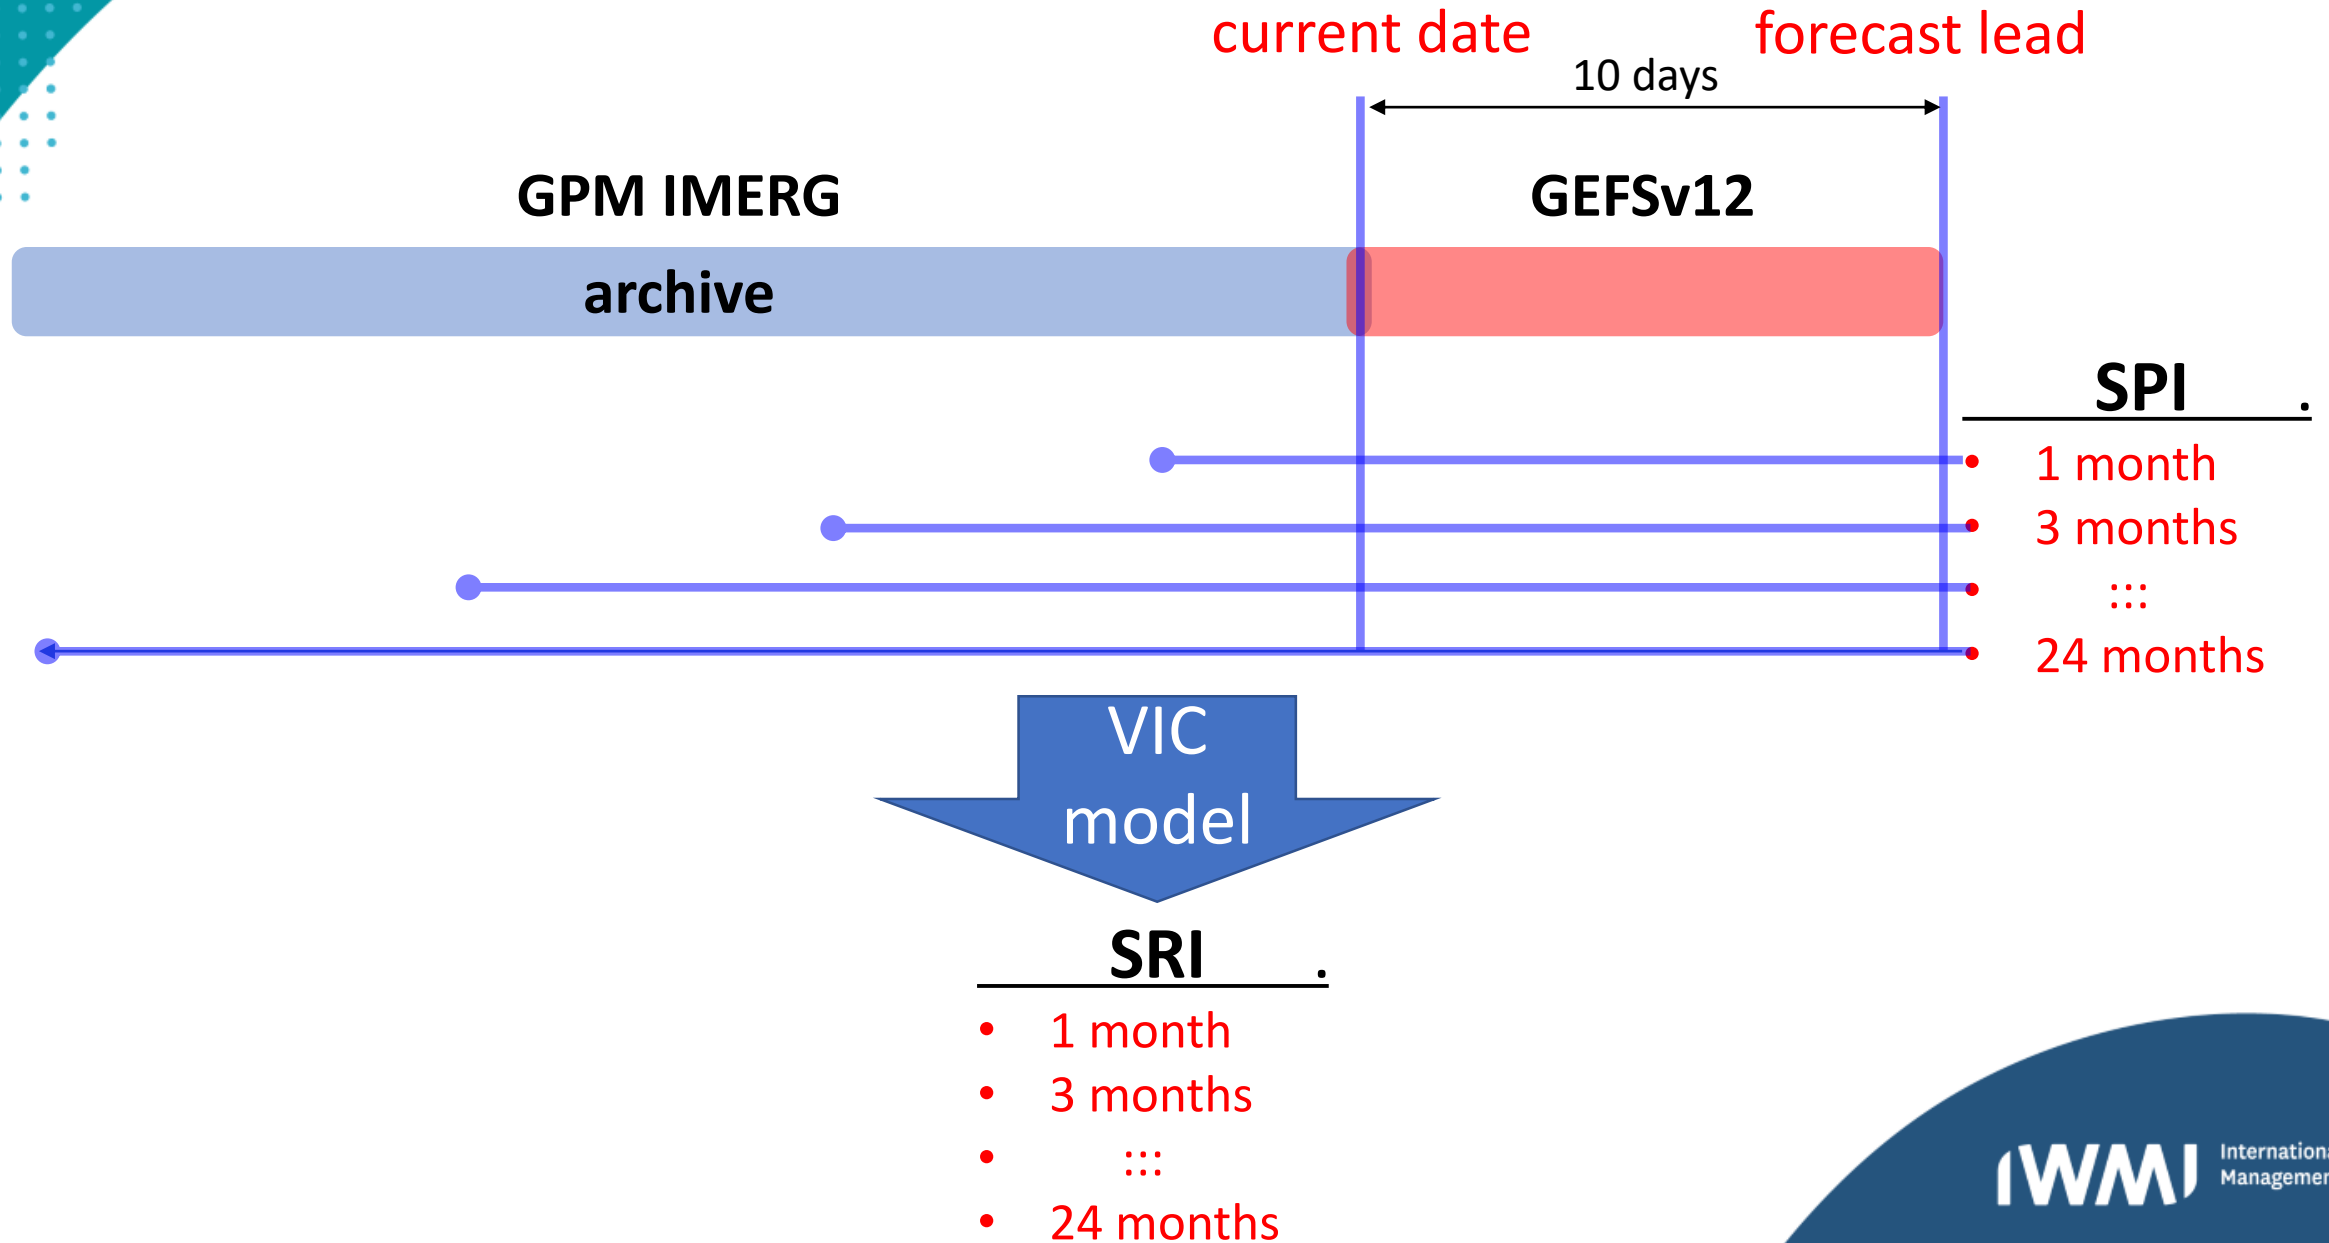 current date
forecast lead
10 days
GPM IMERG
GEFSv12
archive
SPI .
• 1 month
• 3 months
• :::
• 24 months
VIC
model
SRI .
• 1 month
• 3 months
• :::
• 24 months
IWMI
Internationa
Managemen